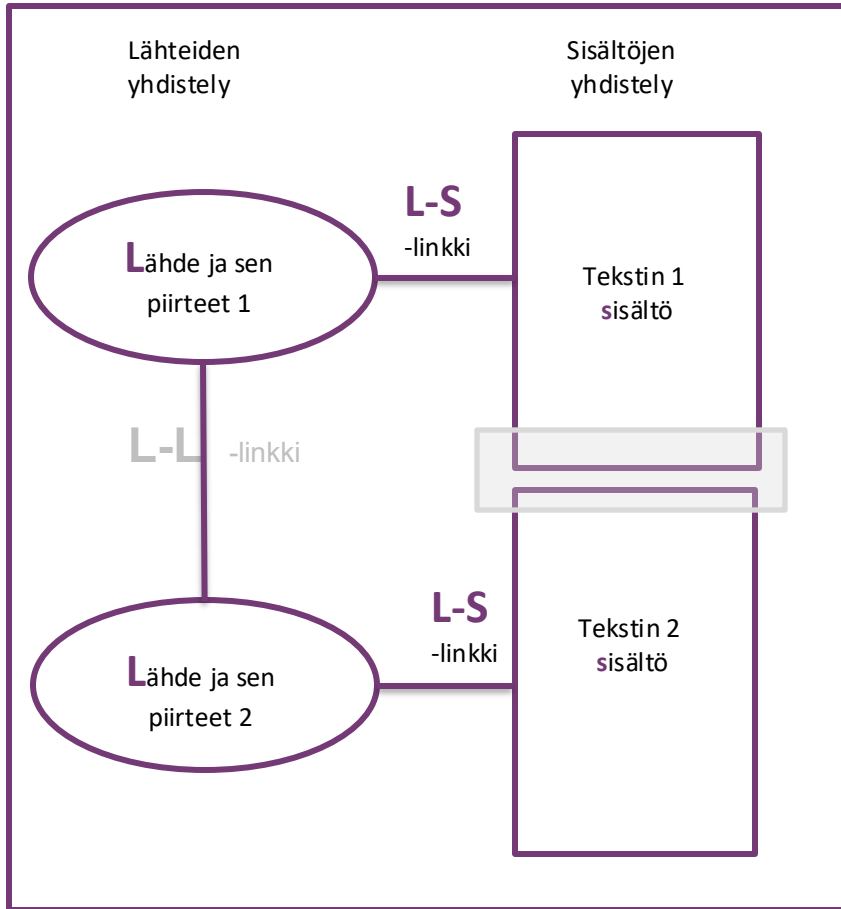 Lähteiden
yhdistely
Sisältöjen
yhdistely
L-S
-linkki
Lähde ja sen
piirteet 1
Tekstin 1
sisältö
L-L -linkki
L-S
-linkki
Lähde ja sen
piirteet 2
Tekstin 2
sisältö